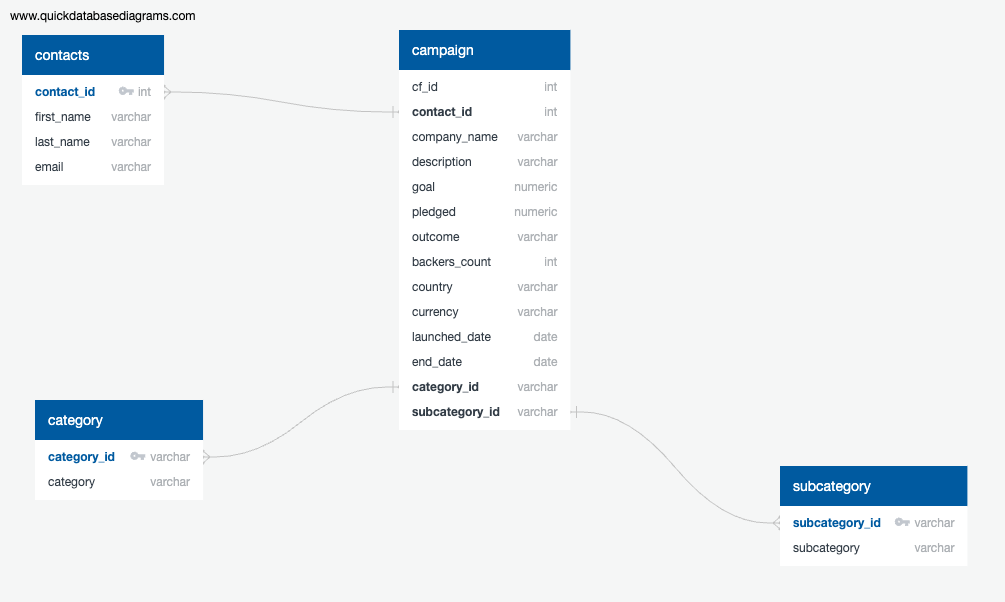 www.quickdatabasediagrams.com
contacts
contact_id int
first_name varchar
last_name varchar
email varchar
campaign
cf_id int
contact_id int
company_name varchar
description varchar
goal numeric
pledged numeric
outcome varchar
backers_count int
country varchar
currency varchar
launched_date date
end_date date
category_id varchar
subcategory_id varchar
category
category_id varchar
category varchar
subcategory
subcategory_id varchar
subcategory varchar